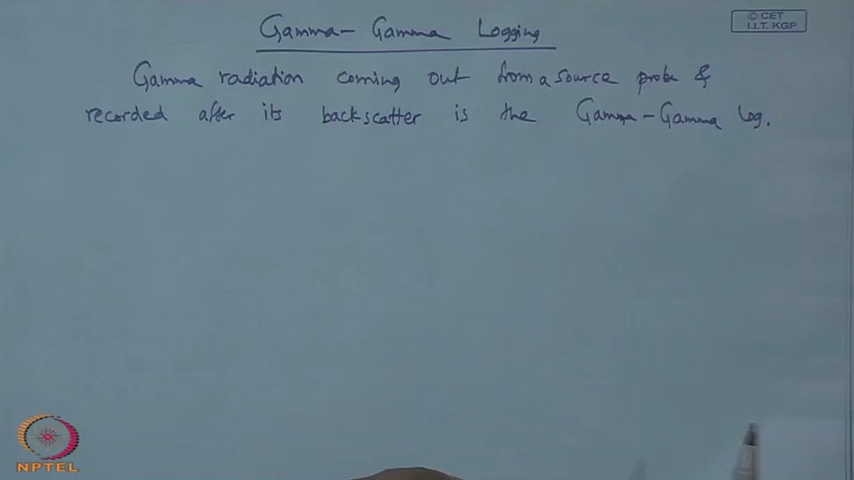 Gamma-Gamma Logging
© CET
I.I.T. KGP
Gamma radiation coming out from a source probe &
recorded after its backscatter is the Gamma-Gamma Log.
NPTEL